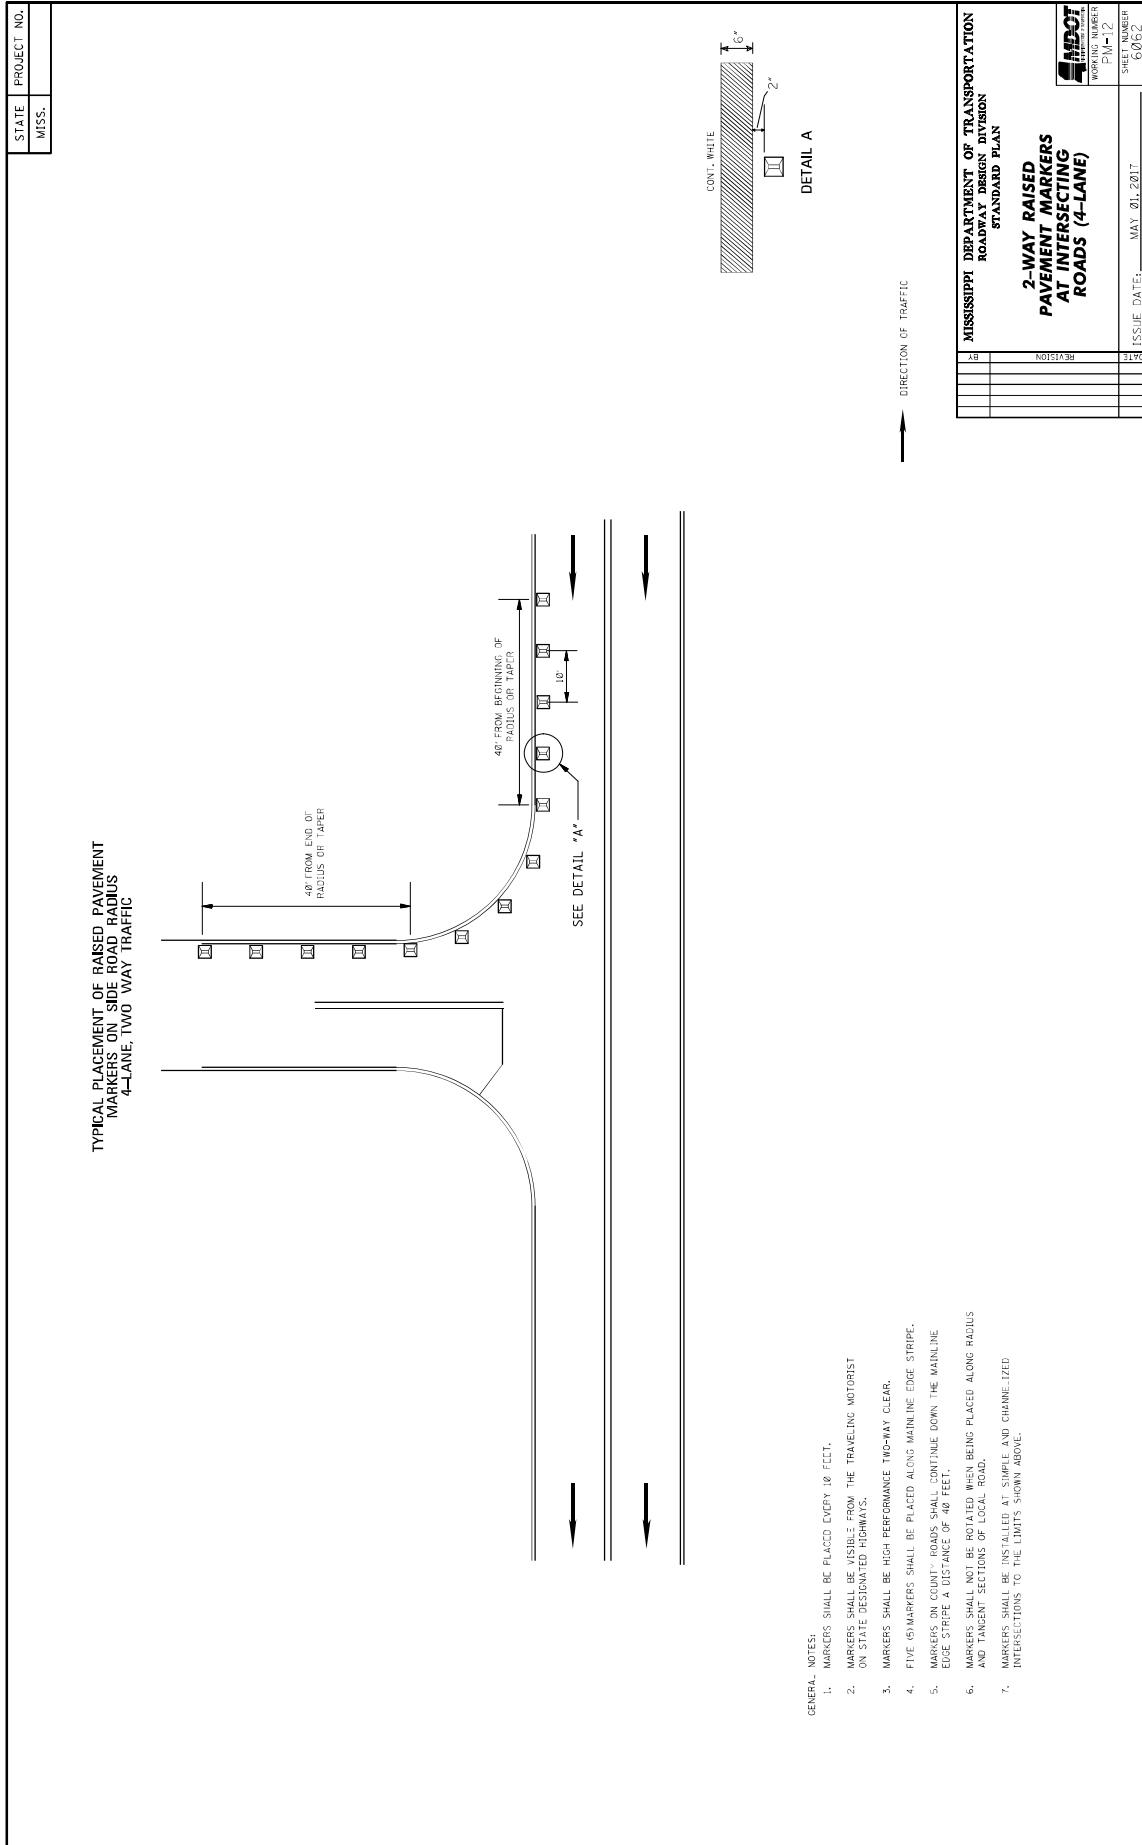 STATE
PROJECT NO.
MISS.
TYPICAL PLACEMENT OF RAISED PAVEMENT
MARKERS ON SIDE ROAD RADIUS
4-LANE, TWO WAY TRAFFIC
40' FROM END OF
RADIUS OR TAPER
40' FROM BEGINNING OF
RADIUS OR TAPER
10'
SEE DETAIL "A"
CONT. WHITE
6"
2"
DETAIL A
DIRECTION OF TRAFFIC
GENERAL NOTES:
1. MARKERS SHALL BE PLACED EVERY 10 FEET.
2. MARKERS SHALL BE VISIBLE FROM THE TRAVELING MOTORIST
ON STATE DESIGNATED HIGHWAYS.
3. MARKERS SHALL BE HIGH PERFORMANCE TWO-WAY CLEAR.
4. FIVE (5) MARKERS SHALL BE PLACED ALONG MAINLINE EDGE STRIPE.
5. MARKERS ON COUNTY ROADS SHALL CONTINUE DOWN THE MAINLINE
EDGE STRIPE A DISTANCE OF 40 FEET.
6. MARKERS SHALL NOT BE ROTATED WHEN BEING PLACED ALONG RADIUS
AND TANGENT SECTIONS OF LOCAL ROAD.
7. MARKERS SHALL BE INSTALLED AT SIMPLE AND CHANNELIZED
INTERSECTIONS TO THE LIMITS SHOWN ABOVE.
BY
REVISION
DATE
MISSISSIPPI DEPARTMENT OF TRANSPORTATION
ROADWAY DESIGN DIVISION
STANDARD PLAN
2-WAY RAISED
PAVEMENT MARKERS
AT INTERSECTING
ROADS (4-LANE)
ISSUE DATE: MAY 01, 2017
MDOT
WORKING NUMBER
PM-12
SHEET NUMBER
6062